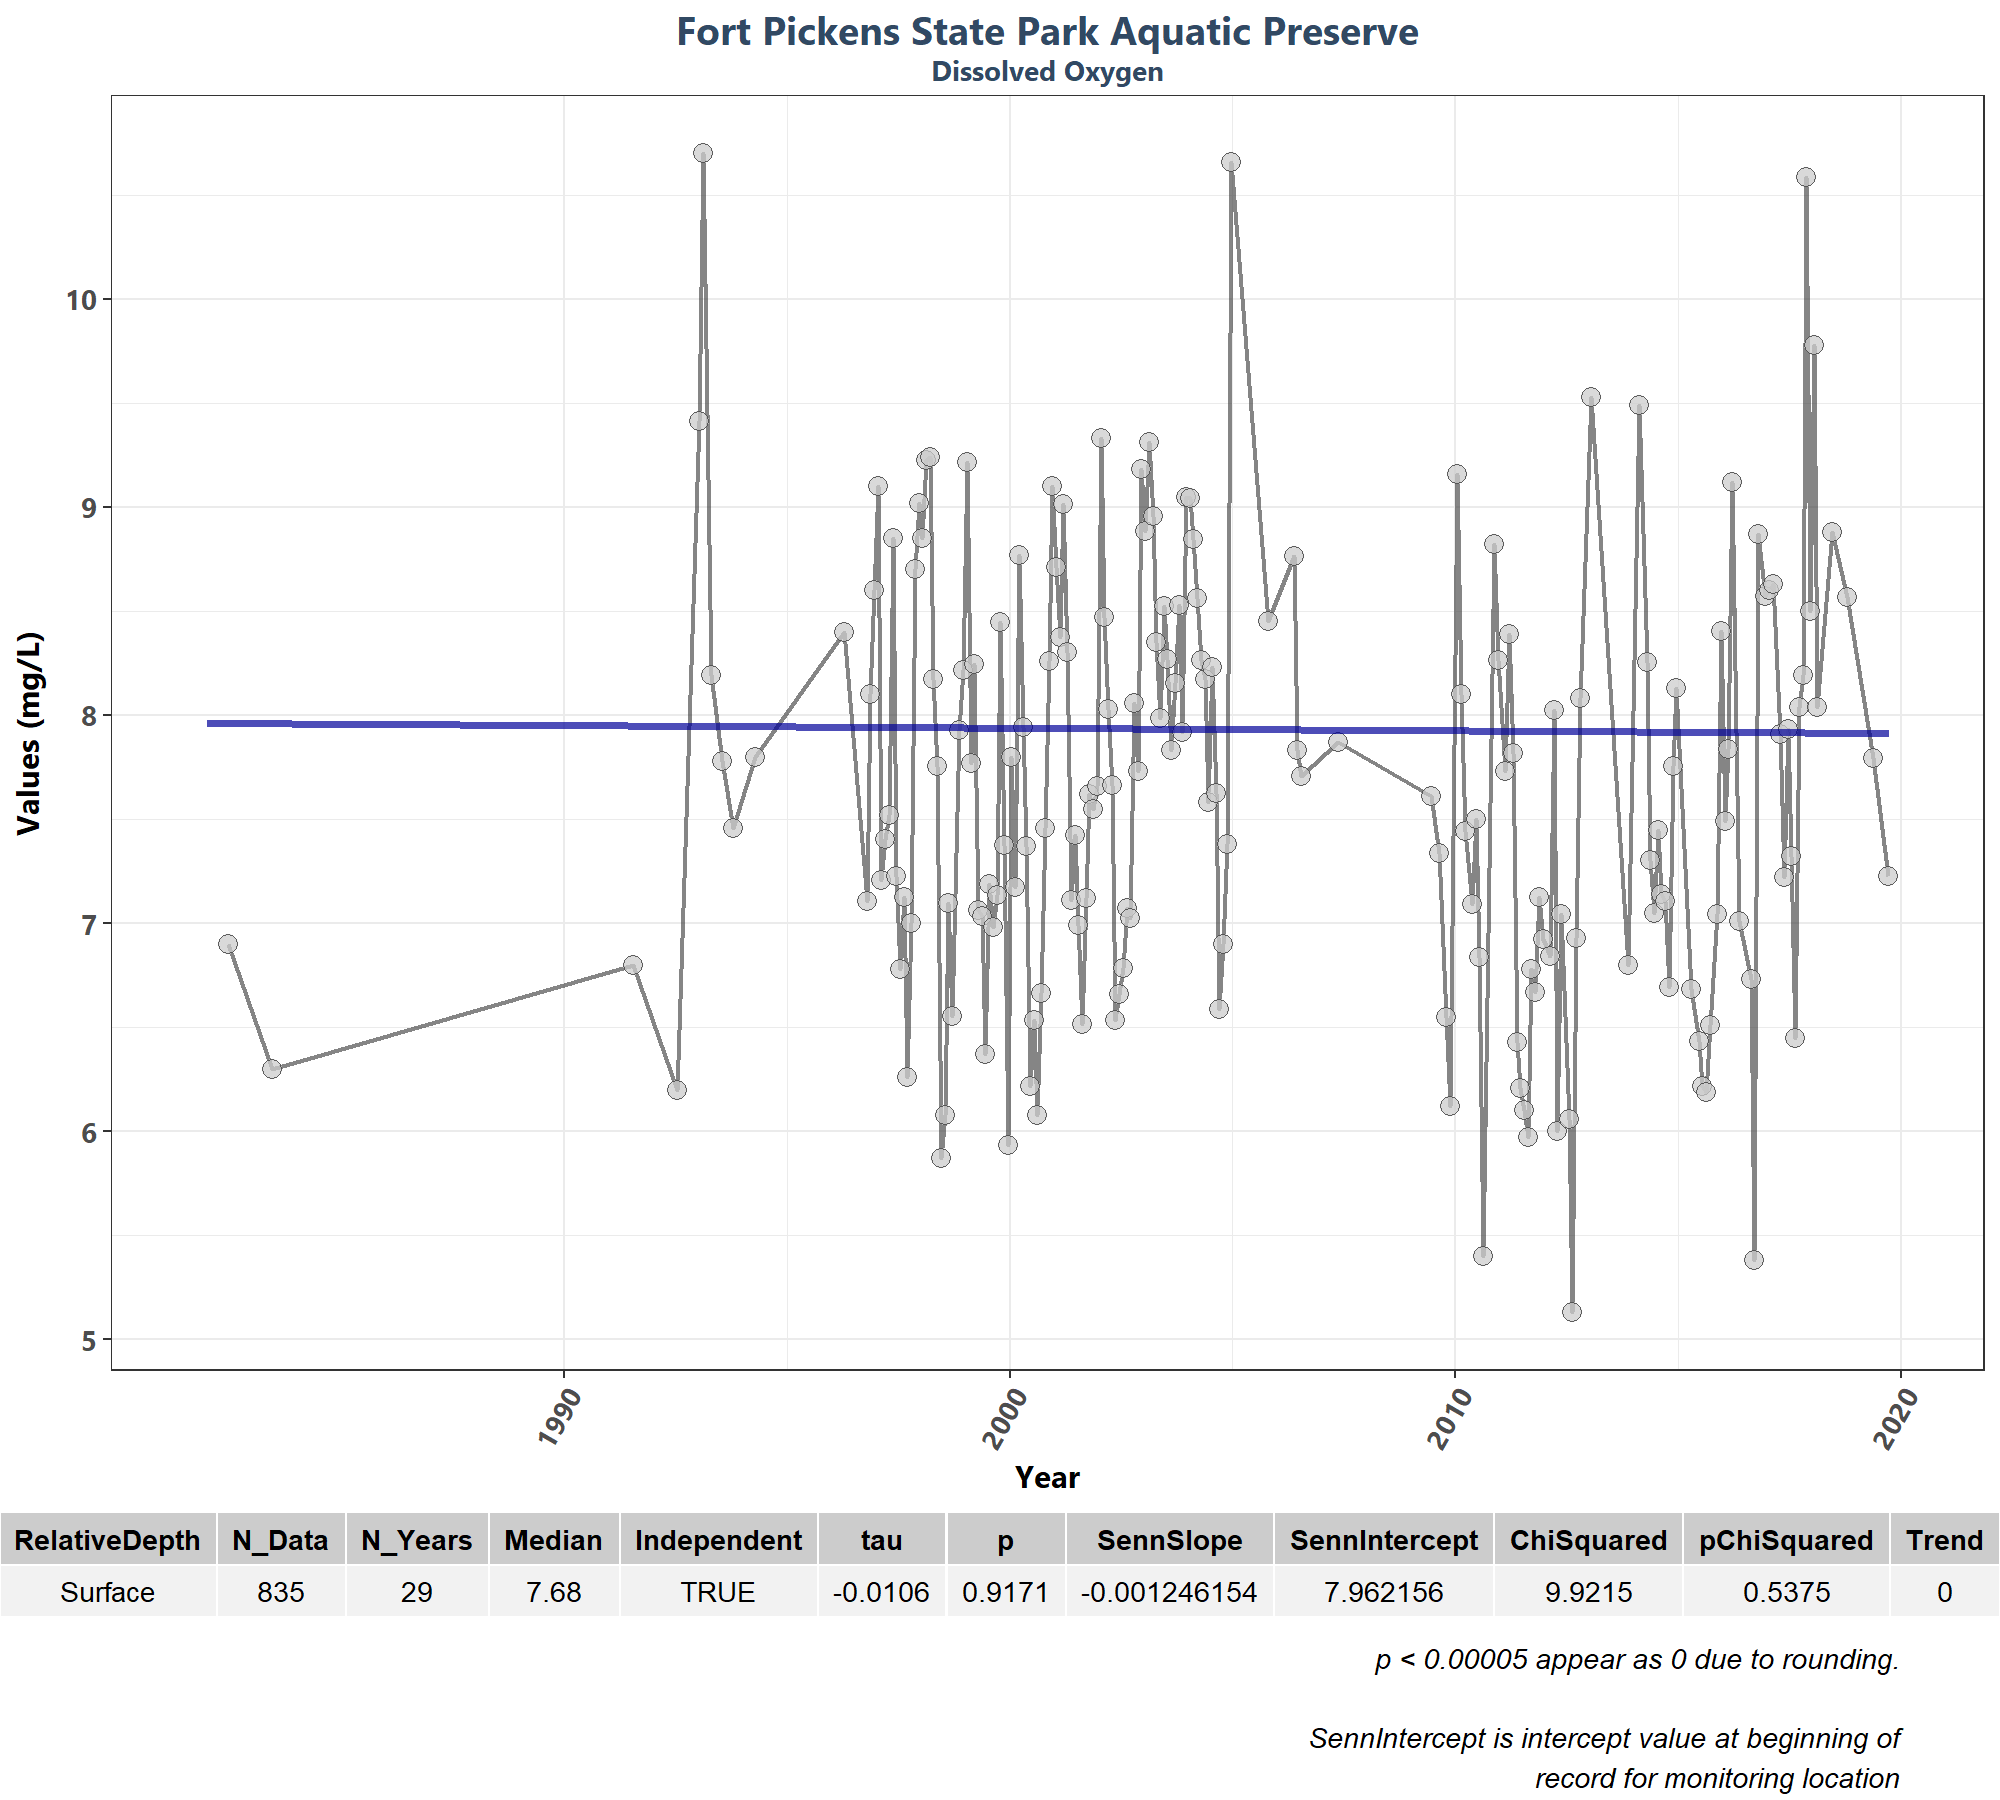 Fort Pickens State Park Aquatic Preserve
Dissolved Oxygen
Values (mg/L)
10
9
8
7
6
5
1990 2000 2010 2020
Year
RelativeDepth N_Data N_Years Median Independent tau p SennSlope SennIntercept ChiSquared pChiSquared Trend
Surface 835 29 7.68 TRUE -0.0106 0.9171 -0.001246154 7.962156 9.9215 0.5375 0
p < 0.00005 appear as 0 due to rounding.
SennIntercept is intercept value at beginning of
record for monitoring location